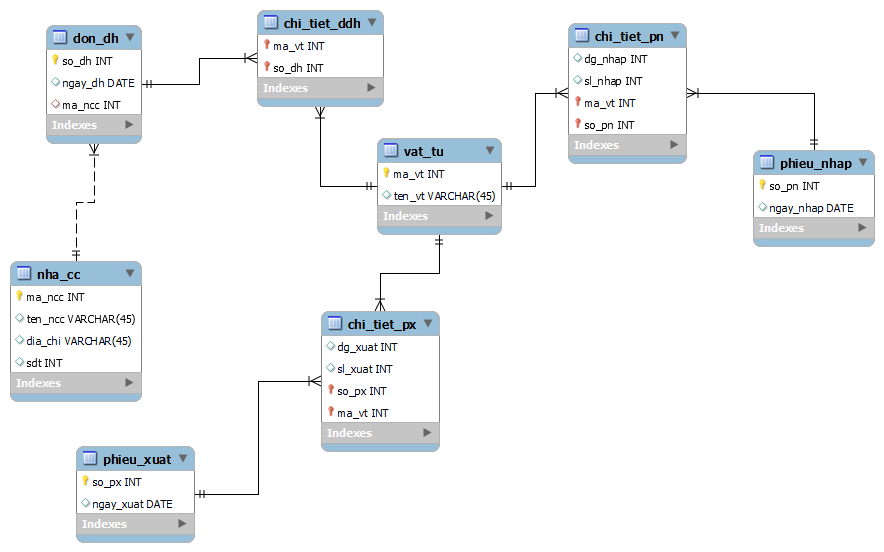 don_dh
so_dh INT
ngay_dh DATE
ma_ncc INT
Indexes
chi_tiet_ddh
ma_vt INT
so_dh INT
Indexes
chi_tiet_pn
dg_nhap INT
sl_nhap INT
ma_vt INT
so_pn INT
Indexes
vat_tu
ma_vt INT
ten_vt VARCHAR(45)
Indexes
phieu_nhap
so_pn INT
ngay_nhap DATE
Indexes
nha_cc
ma_ncc INT
ten_ncc VARCHAR(45)
dia_chi VARCHAR(45)
sdt INT
Indexes
chi_tiet_px
dg_xuat INT
sl_xuat INT
so_px INT
ma_vt INT
Indexes
phieu_xuat
so_px INT
ngay_xuat DATE
Indexes